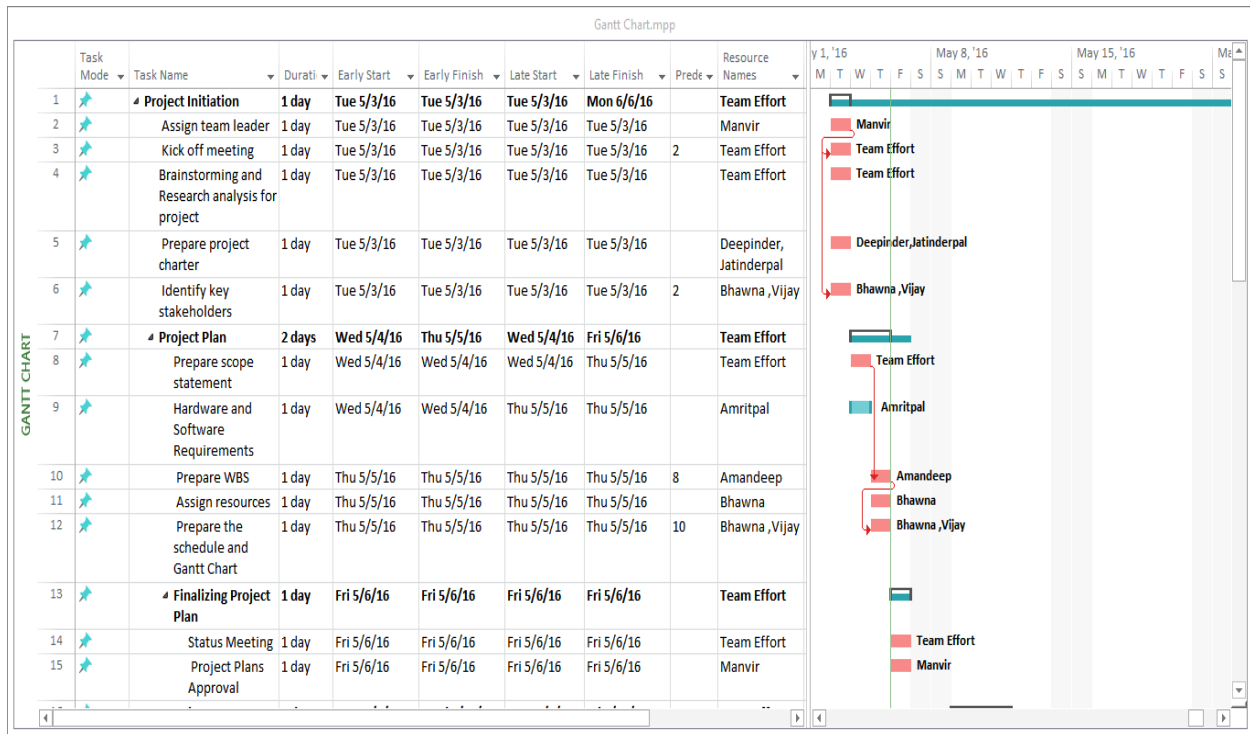 Gantt Chart.mpp
GANTT CHART
Task Mode Task Name Durati Early Start Early Finish Late Start Late Finish Prede Resource Names
y 1, '16 May 8, '16 May 15, '16 Ma
M T W T F S S M T W T F S S M T W T F S S
1 Project Initiation 1 day Tue 5/3/16 Tue 5/3/16 Tue 5/3/16 Mon 6/6/16 Team Effort
2 Assign team leader 1 day Tue 5/3/16 Tue 5/3/16 Tue 5/3/16 Tue 5/3/16 Manvir Manvir
3 Kick off meeting 1 day Tue 5/3/16 Tue 5/3/16 Tue 5/3/16 Tue 5/3/16 2 Team Effort Team Effort
4 Brainstorming and 1 day Tue 5/3/16 Tue 5/3/16 Tue 5/3/16 Tue 5/3/16 Team Effort Team Effort
Research analysis for
project
5 Prepare project 1 day Tue 5/3/16 Tue 5/3/16 Tue 5/3/16 Tue 5/3/16 Deepinder, Deepinder,Jatinderpal
charter Jatinderpal
6 Identify key 1 day Tue 5/3/16 Tue 5/3/16 Tue 5/3/16 Tue 5/3/16 2 Bhawna ,Vijay Bhawna ,Vijay
stakeholders
7 Project Plan 2 days Wed 5/4/16 Thu 5/5/16 Wed 5/4/16 Fri 5/6/16 Team Effort
8 Prepare scope 1 day Wed 5/4/16 Wed 5/4/16 Wed 5/4/16 Thu 5/5/16 Team Effort Team Effort
statement
9 Hardware and 1 day Wed 5/4/16 Wed 5/4/16 Thu 5/5/16 Thu 5/5/16 Amritpal Amritpal
Software
Requirements
10 Prepare WBS 1 day Thu 5/5/16 Thu 5/5/16 Thu 5/5/16 Thu 5/5/16 8 Amandeep Amandeep
11 Assign resources 1 day Thu 5/5/16 Thu 5/5/16 Thu 5/5/16 Thu 5/5/16 Bhawna Bhawna
12 Prepare the 1 day Thu 5/5/16 Thu 5/5/16 Thu 5/5/16 Thu 5/5/16 10 Bhawna ,Vijay Bhawna ,Vijay
schedule and
Gantt Chart
13 Finalizing Project 1 day Fri 5/6/16 Fri 5/6/16 Fri 5/6/16 Fri 5/6/16 Team Effort
Plan
14 Status Meeting 1 day Fri 5/6/16 Fri 5/6/16 Fri 5/6/16 Fri 5/6/16 Team Effort Team Effort
15 Project Plans 1 day Fri 5/6/16 Fri 5/6/16 Fri 5/6/16 Fri 5/6/16 Manvir Manvir
Approval